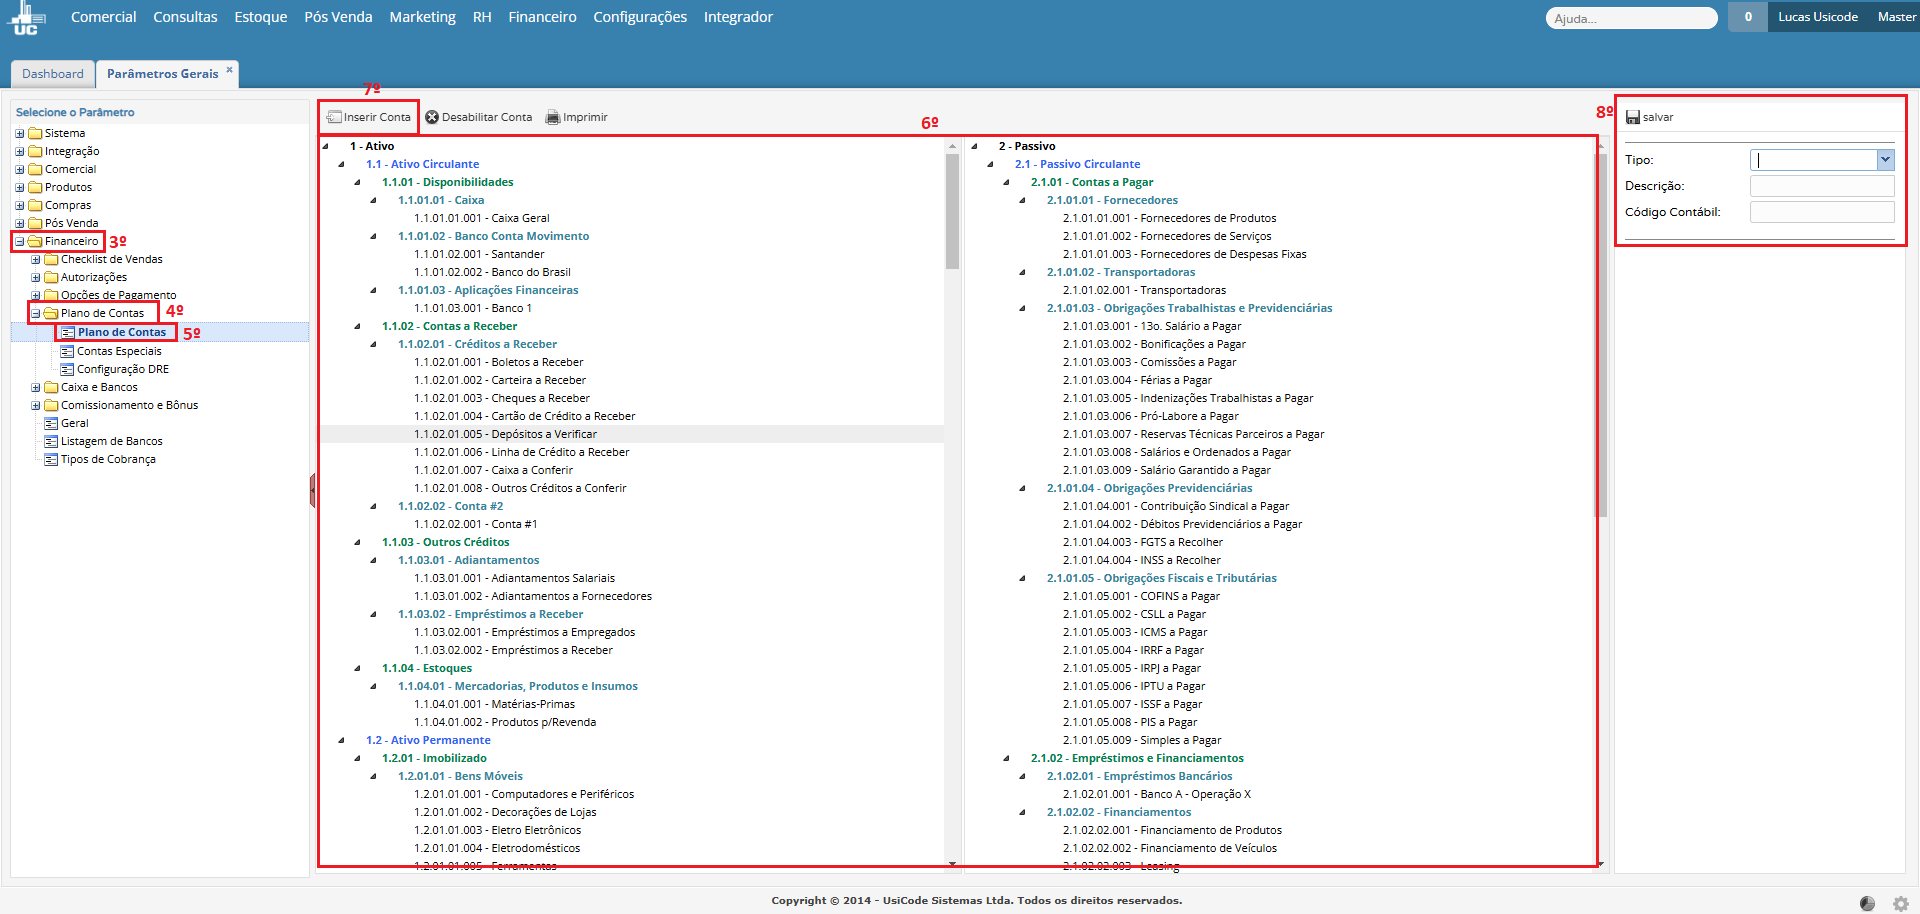 UC
Comercial Consultas Estoque Pós Venda Marketing RH Financeiro Configurações Integrador
Ajuda... 0 Lucas Usicode Master
Dashboard Parâmetros Gerais ×
Selecione o Parâmetro
Sistema
Integração
Comercial
Produtos
Compras
Pós Venda
Financeiro 3º
Checklist de Vendas
Autorizações
Opções de Pagamento
Plano de Contas 4º
Plano de Contas 5º
Contas Especiais
Configuração DRE
Caixa e Bancos
Comissionamento e Bônus
Geral
Listagem de Bancos
Tipos de Cobrança
7º
Inserir Conta Desabilitar Conta Imprimir
6º
1 - Ativo
1.1 - Ativo Circulante
1.1.01 - Disponibilidades
1.1.01.01 - Caixa
1.1.01.01.001 - Caixa Geral
1.1.01.02 - Banco Conta Movimento
1.1.01.02.001 - Santander
1.1.01.02.002 - Banco do Brasil
1.1.01.03 - Aplicações Financeiras
1.1.01.03.001 - Banco 1
1.1.02 - Contas a Receber
1.1.02.01 - Créditos a Receber
1.1.02.01.001 - Boletos a Receber
1.1.02.01.002 - Carteira a Receber
1.1.02.01.003 - Cheques a Receber
1.1.02.01.004 - Cartão de Crédito a Receber
1.1.02.01.005 - Depósitos a Verificar
1.1.02.01.006 - Linha de Crédito a Receber
1.1.02.01.007 - Caixa a Conferir
1.1.02.01.008 - Outros Créditos a Conferir
1.1.02.02 - Conta #2
1.1.02.02.001 - Conta #1
1.1.03 - Outros Créditos
1.1.03.01 - Adiantamentos
1.1.03.01.001 - Adiantamentos Salariais
1.1.03.01.002 - Adiantamentos a Fornecedores
1.1.03.02 - Empréstimos a Receber
1.1.03.02.001 - Empréstimos a Empregados
1.1.03.02.002 - Empréstimos a Receber
1.1.04 - Estoques
1.1.04.01 - Mercadorias, Produtos e Insumos
1.1.04.01.001 - Matérias-Primas
1.1.04.01.002 - Produtos p/Revenda
1.2 - Ativo Permanente
1.2.01 - Imobilizado
1.2.01.01 - Bens Móveis
1.2.01.01.001 - Computadores e Periféricos
1.2.01.01.002 - Decorações de Lojas
1.2.01.01.003 - Eletro Eletrônicos
1.2.01.01.004 - Eletrodomésticos
1.2.01.01.005 - Ferramentas
2 - Passivo
2.1 - Passivo Circulante
2.1.01 - Contas a Pagar
2.1.01.01 - Fornecedores
2.1.01.01.001 - Fornecedores de Produtos
2.1.01.01.002 - Fornecedores de Serviços
2.1.01.01.003 - Fornecedores de Despesas Fixas
2.1.01.02 - Transportadoras
2.1.01.02.001 - Transportadoras
2.1.01.03 - Obrigações Trabalhistas e Previdenciárias
2.1.01.03.001 - 13o. Salário a Pagar
2.1.01.03.002 - Bonificações a Pagar
2.1.01.03.003 - Comissões a Pagar
2.1.01.03.004 - Férias a Pagar
2.1.01.03.005 - Indenizações Trabalhistas a Pagar
2.1.01.03.006 - Pró-Labore a Pagar
2.1.01.03.007 - Reservas Técnicas Parceiros a Pagar
2.1.01.03.008 - Salários e Ordenados a Pagar
2.1.01.03.009 - Salário Garantido a Pagar
2.1.01.04 - Obrigações Previdenciárias
2.1.01.04.001 - Contribuição Sindical a Pagar
2.1.01.04.002 - Débitos Previdenciários a Pagar
2.1.01.04.003 - FGTS a Recolher
2.1.01.04.004 - INSS a Recolher
2.1.01.05 - Obrigações Fiscais e Tributárias
2.1.01.05.001 - COFINS a Pagar
2.1.01.05.002 - CSLL a Pagar
2.1.01.05.003 - ICMS a Pagar
2.1.01.05.004 - IRRF a Pagar
2.1.01.05.005 - IRPJ a Pagar
2.1.01.05.006 - IPTU a Pagar
2.1.01.05.007 - ISSF a Pagar
2.1.01.05.008 - PIS a Pagar
2.1.01.05.009 - Simples a Pagar
2.1.02 - Empréstimos e Financiamentos
2.1.02.01 - Empréstimos Bancários
2.1.02.01.001 - Banco A - Operação X
2.1.02.02 - Financiamentos
2.1.02.02.001 - Financiamento de Produtos
2.1.02.02.002 - Financiamento de Veículos
2.1.02.02.003 - Leasing
8º
salvar
Tipo:
Descrição:
Código Contábil:
Copyright © 2014 - UsiCode Sistemas Ltda. Todos os direitos reservados.